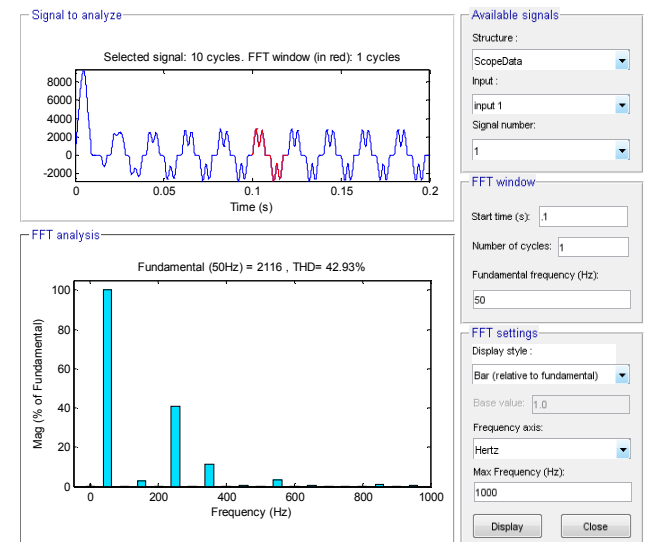 Signal to analyze
Selected signal: 10 cycles. FFT window (in red): 1 cycles
8000
6000
4000
2000
0
-2000
0
0.05
0.1
0.15
0.2
Time (s)
FFT analysis
Fundamental (50Hz) = 2116 , THD= 42.93%
100
80
60
40
20
0
Mag (% of Fundamental)
0
200
400
600
800
1000
Frequency (Hz)
Available signals
Structure :
ScopeData
Input :
input 1
Signal number:
1
FFT window
Start time (s): .1
Number of cycles: 1
Fundamental frequency (Hz):
50
FFT settings
Display style :
Bar (relative to fundamental)
Base value: 1.0
Frequency axis:
Hertz
Max Frequency (Hz):
1000
Display
Close